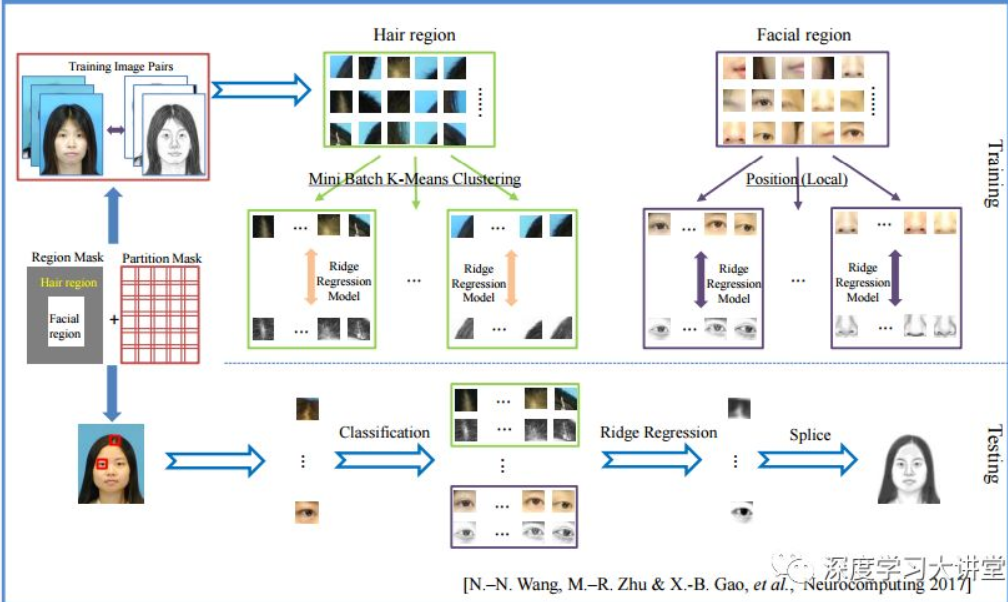 Hair region
Facial region
Training Image Pairs
Training
Mini Batch K-Means Clustering
Position (Local)
Region Mask
Partition Mask
Hair region
Facial
region
+
Ridge
Regression
Model
...
Ridge
Regression
Model
...
Ridge
Regression
Model
...
Ridge
Regression
Model
Testing
Classification
Ridge Regression
Splice
深度学习大讲堂
[N.–N. Wang, M.–R. Zhu & X.-B. Gao, et al., Neurocomputing 2017]